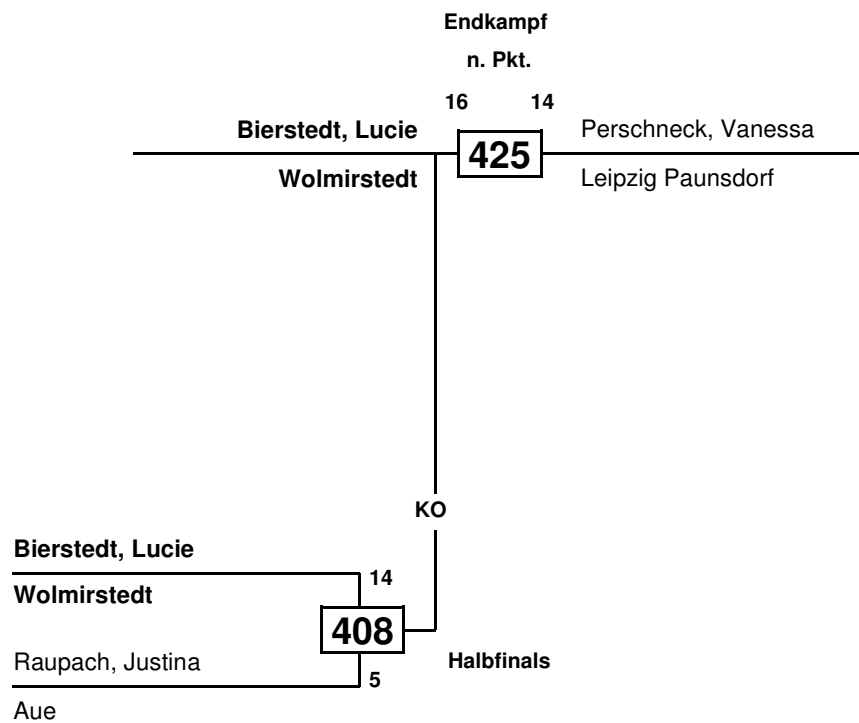 Endkampf
n. Pkt.
16 14
Bierstedt, Lucie 425 Perschneck, Vanessa
Wolmirstedt Leipzig Paunsdorf
KO
Bierstedt, Lucie
14
Wolmirstedt
408
Raupach, Justina Halbfinals
5
Aue